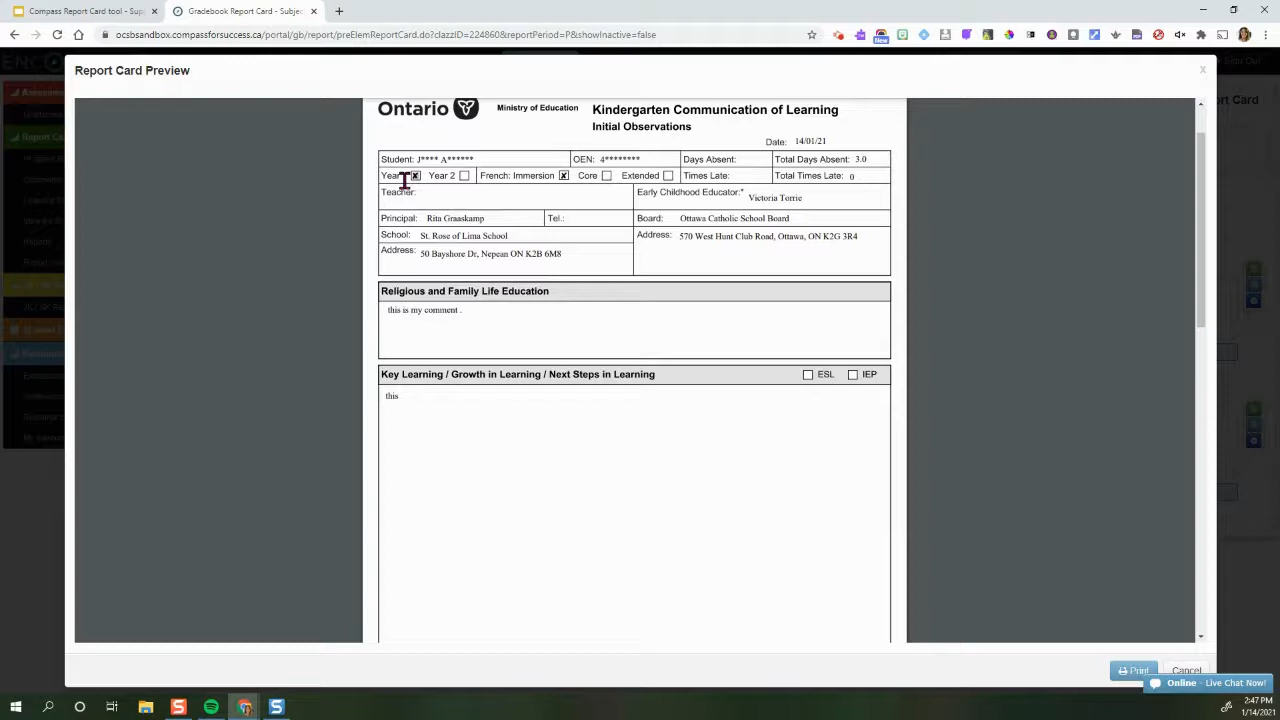 Compass Report Card tool - Sup
Gradebook Report Card - Subjec
ocsbsandbox.compassforsuccess.ca/portal/gb/report/preElemReportCard.do?classzID=224860&reportPeriod=P&showInactive=false
New
Report Card Preview
X
Ontario Ministry of Education Kindergarten Communication of Learning
Initial Observations
Date: 14/01/21
Student: J**** A****** OEN: 4******** Days Absent: Total Days Absent: 3.0
Year Year 2 French: Immersion Core Extended Times Late: Total Times Late: 0
Teacher: Early Childhood Educator:* Victoria Torrie
Principal: Rita Graaskamp Tel.: Board: Ottawa Catholic School Board
School: St. Rose of Lima School Address: 570 West Hunt Club Road, Ottawa, ON K2G 3R4
Address: 50 Bayshore Dr, Nepean ON K2B 6M8
Religious and Family Life Education
this is my comment .
Key Learning / Growth in Learning / Next Steps in Learning ESL IEP
this
Print Cancel
Online - Live Chat Now!
2:47 PM
1/14/2021